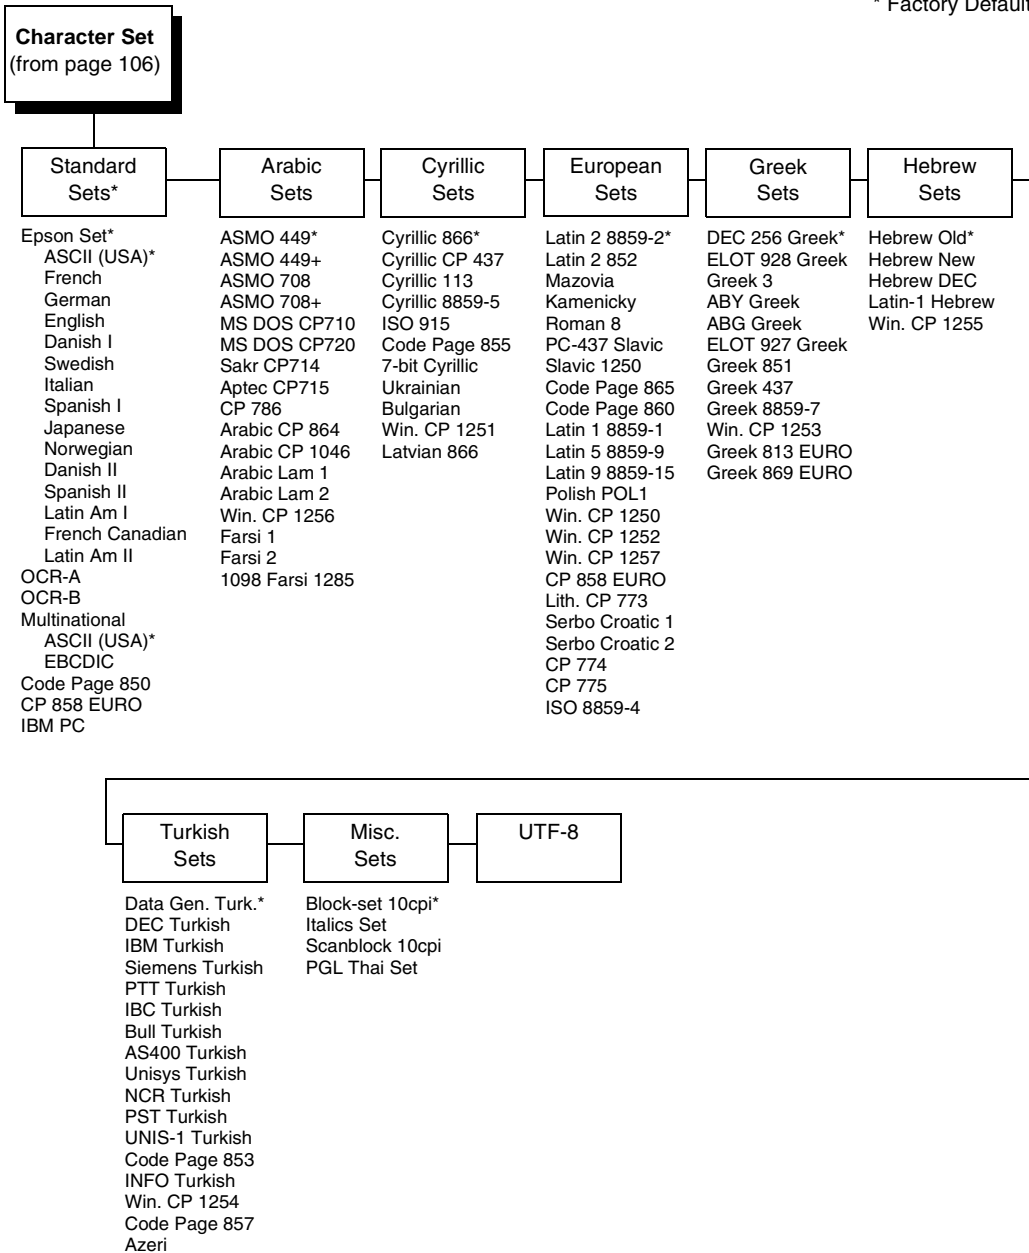 * Factory Default
Character Set
(from page 106)
Standard
Sets*
Epson Set*
ASCII (USA)*
French
German
English
Danish I
Swedish
Italian
Spanish I
Japanese
Norwegian
Danish II
Spanish II
Latin Am I
French Canadian
Latin Am II
OCR-A
OCR-B
Multinational
ASCII (USA)*
EBCDIC
Code Page 850
CP 858 EURO
IBM PC
Arabic
Sets
ASMO 449*
ASMO 449+
ASMO 708
ASMO 708+
MS DOS CP710
MS DOS CP720
Sakr CP714
Aptec CP715
CP 786
Arabic CP 864
Arabic CP 1046
Arabic Lam 1
Arabic Lam 2
Win. CP 1256
Farsi 1
Farsi 2
1098 Farsi 1285
Cyrillic
Sets
Cyrillic 866*
Cyrillic CP 437
Cyrillic 113
Cyrillic 8859-5
ISO 915
Code Page 855
7-bit Cyrillic
Ukrainian
Bulgarian
Win. CP 1251
Latvian 866
European
Sets
Latin 2 8859-2*
Latin 2 852
Mazovia
Kamenicky
Roman 8
PC-437 Slavic
Slavic 1250
Code Page 865
Code Page 860
Latin 1 8859-1
Latin 5 8859-9
Latin 9 8859-15
Polish POL1
Win. CP 1250
Win. CP 1252
Win. CP 1257
CP 858 EURO
Lith. CP 773
Serbo Croatic 1
Serbo Croatic 2
CP 774
CP 775
ISO 8859-4
Greek
Sets
DEC 256 Greek*
ELOT 928 Greek
Greek 3
ABY Greek
ABG Greek
ELOT 927 Greek
Greek 851
Greek 437
Greek 8859-7
Win. CP 1253
Greek 813 EURO
Greek 869 EURO
Hebrew
Sets
Hebrew Old*
Hebrew New
Hebrew DEC
Latin-1 Hebrew
Win. CP 1255
Turkish
Sets
Data Gen. Turk.*
DEC Turkish
IBM Turkish
Siemens Turkish
PTT Turkish
IBC Turkish
Bull Turkish
AS400 Turkish
Unisys Turkish
NCR Turkish
PST Turkish
UNIS-1 Turkish
Code Page 853
INFO Turkish
Win. CP 1254
Code Page 857
Azeri
Misc.
Sets
Block-set 10cpi*
Italics Set
Scanblock 10cpi
PGL Thai Set
UTF-8